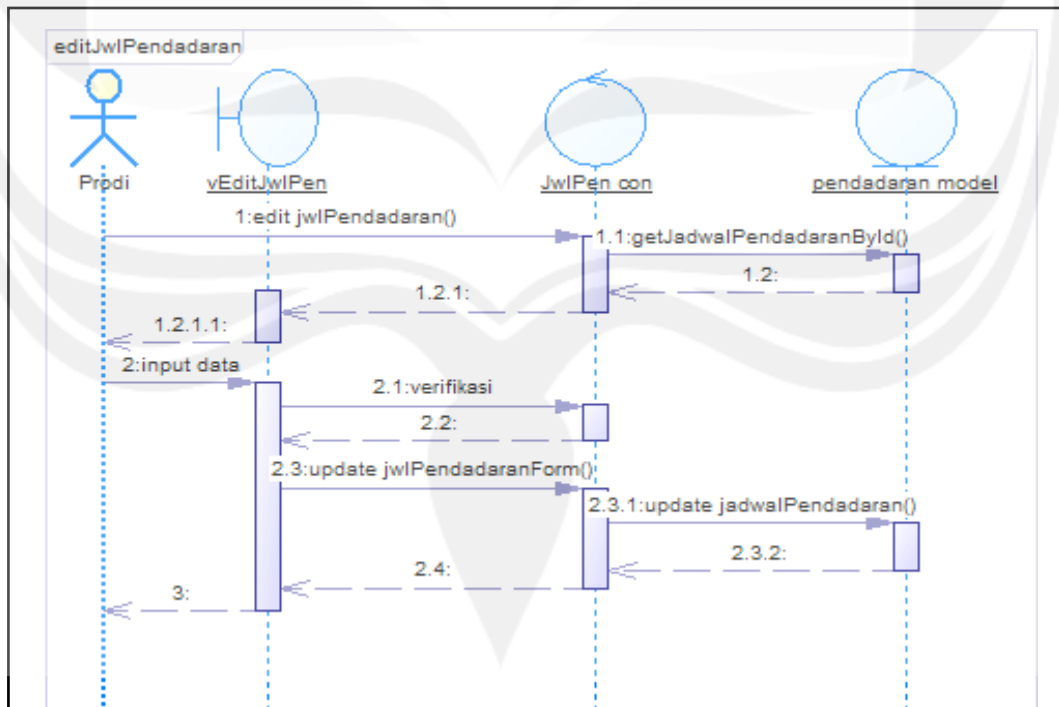 editJwlPendadaran
Prodi
vEditJwlPen
JwlPen con
pendadaran model
1:edit jwlPendadaran()
1.1:getJadwalPendadaranById()
1.2:
1.2.1:
1.2.1.1:
2:input data
2.1:verifikasi
2.2:
2.3:update jwlPendadaranForm()
2.3.1:update jadwalPendadaran()
2.3.2:
2.4:
3: